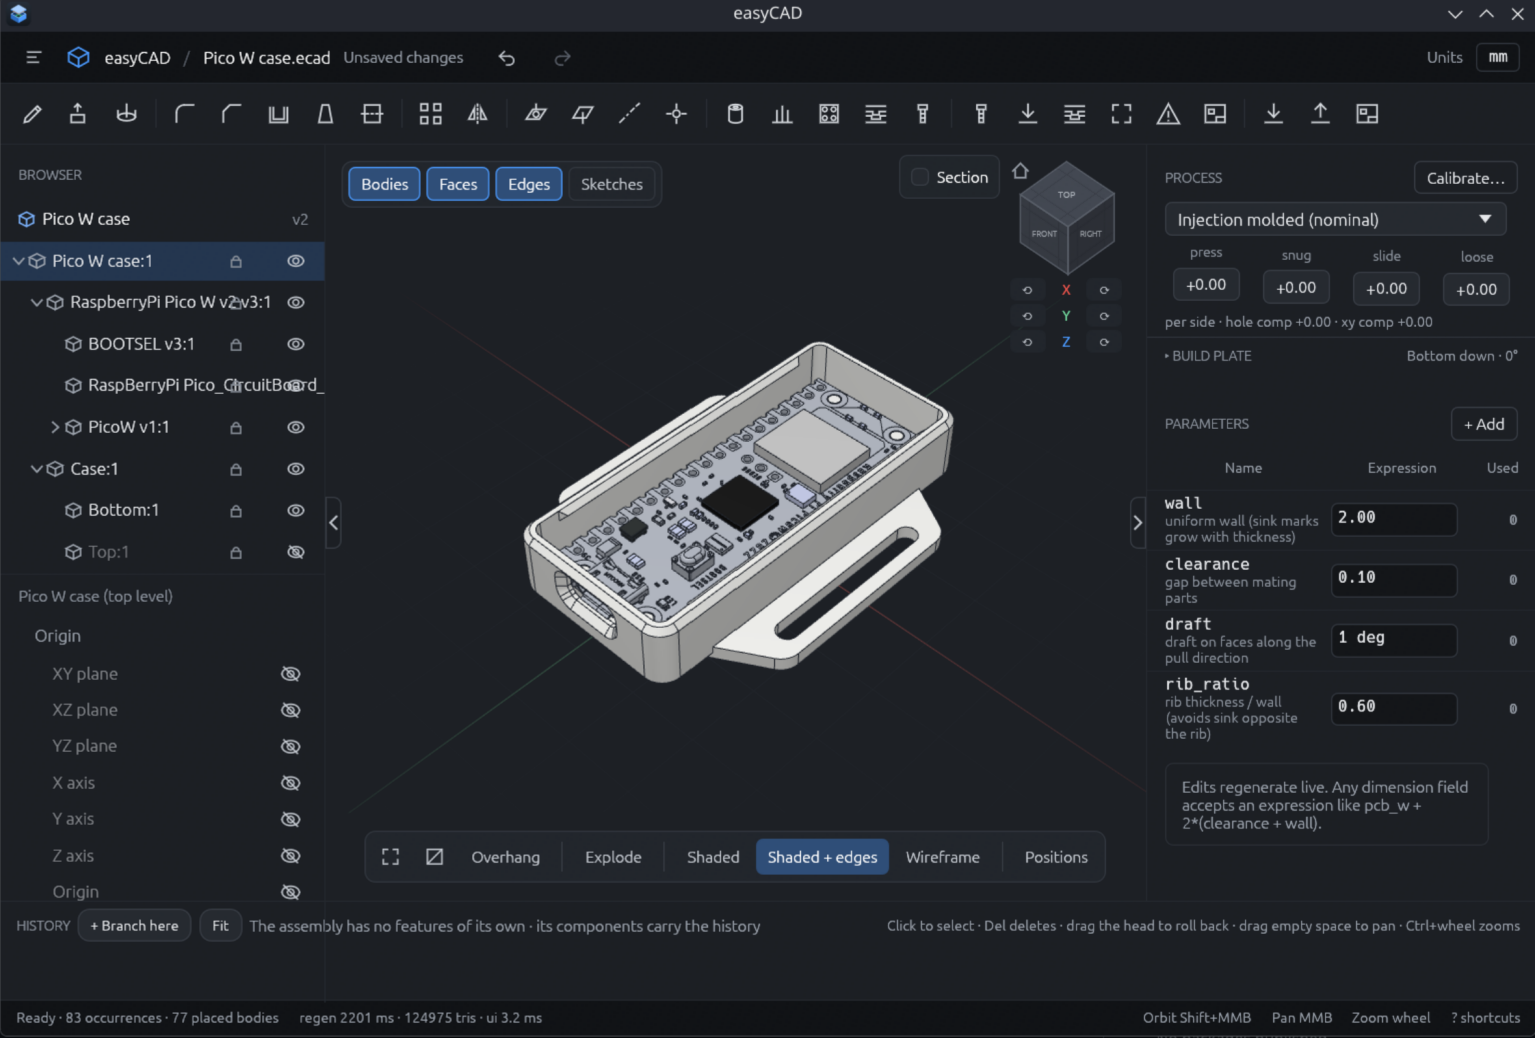 easyCAD
easyCAD / Pico W case.ecad Unsaved changes
Units mm
BROWSER
Pico W case v2
Pico W case:1
RaspberryPi Pico W v2 v3:1
BOOTSEL v3:1
RaspBerryPi Pico_CircuitBoard_
PicoW v1:1
Case:1
Bottom:1
Top:1
Pico W case (top level)
Origin
XY plane
XZ plane
YZ plane
X axis
Y axis
Z axis
Origin
Bodies Faces Edges Sketches
Section
TOP
FRONT RIGHT
X
Y
Z
BOOTSEL
Overhang Explode Shaded Shaded + edges Wireframe Positions
PROCESS Calibrate...
Injection molded (nominal)
press snug slide loose
+0.00 +0.00 +0.00 +0.00
per side · hole comp +0.00 · xy comp +0.00
BUILD PLATE Bottom down · 0°
PARAMETERS + Add
Name Expression Used
wall 2.00 0
uniform wall (sink marks
grow with thickness)
clearance 0.10 0
gap between mating
parts
draft 1 deg 0
draft on faces along the
pull direction
rib_ratio 0.60 0
rib thickness / wall
(avoids sink opposite
the rib)
Edits regenerate live. Any dimension field
accepts an expression like pcb_w +
2*(clearance + wall).
HISTORY + Branch here Fit The assembly has no features of its own · its components carry the history
Click to select · Del deletes · drag the head to roll back · drag empty space to pan · Ctrl+wheel zooms
Ready · 83 occurrences · 77 placed bodies regen 2201 ms · 124975 tris · ui 3.2 ms
Orbit Shift+MMB Pan MMB Zoom wheel ? shortcuts